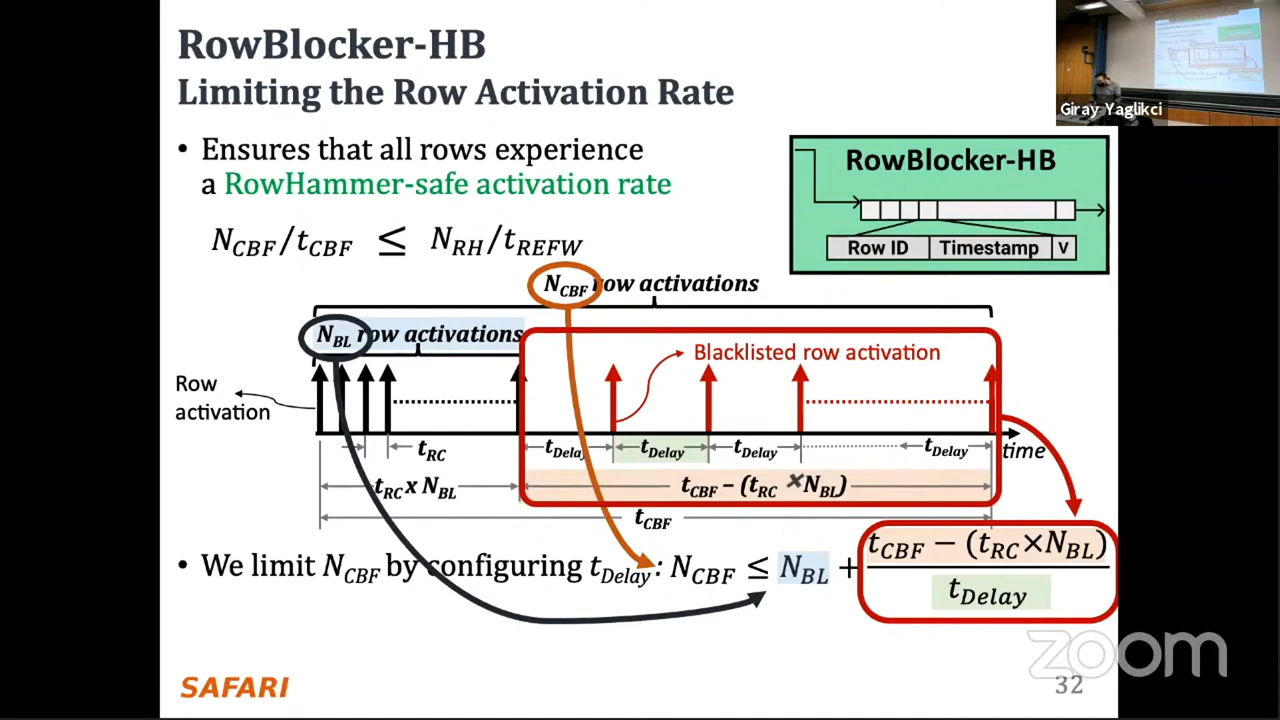 RowBlocker-HB
Limiting the Row Activation Rate
Giray Yaglikci
• Ensures that all rows experience
a RowHammer-safe activation rate
N_CBF/t_CBF ≤ N_RH/t_REFW
RowBlocker-HB
Row ID Timestamp V
N_CBF row activations
N_BL row activations
Blacklisted row activation
Row
activation
t_RC
t_Delay t_Delay t_Delay t_Delay
time
t_RC x N_BL
t_CBF – (t_RC ×N_BL)
t_CBF
• We limit N_CBF by configuring t_Delay: N_CBF ≤ N_BL + (t_CBF − (t_RC×N_BL))/t_Delay
zoom
SAFARI
32